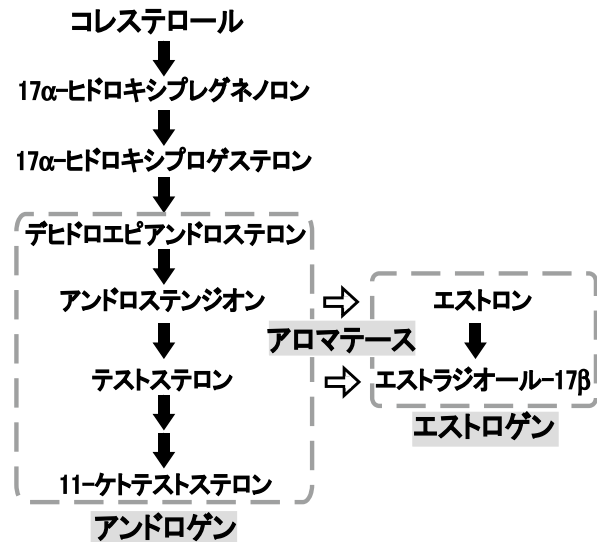 コレステロール
17α-ヒドロキシプレグネノロン
17α-ヒドロキシプロゲステロン
デヒドロエピアンドロステロン
アンドロステンジオン
エストロン
アロマテース
テストステロン
エストラジオール-17β
エストロゲン
11-ケトテストステロン
アンドロゲン